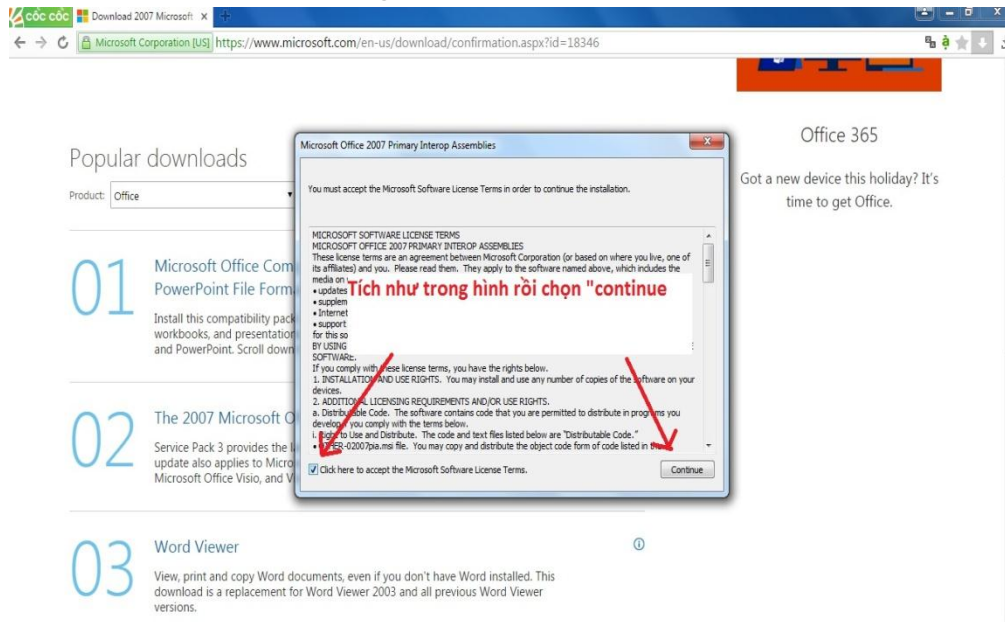 cốc cốc
Download 2007 Microsoft
Microsoft Corporation [US] https://www.microsoft.com/en-us/download/confirmation.aspx?id=18346
Office 365
Got a new device this holiday? It's
time to get Office.
Popular downloads
Product: Office
01
Microsoft Office Com
PowerPoint File Form
Install this compatibility pack
workbooks, and presentation
and PowerPoint. Scroll down
02
The 2007 Microsoft O
Service Pack 3 provides the l
update also applies to Micro
Microsoft Office Visio, and V
03
Word Viewer
View, print and copy Word documents, even if you don't have Word installed. This
download is a replacement for Word Viewer 2003 and all previous Word Viewer
versions.
Microsoft Office 2007 Primary Interop Assemblies
You must accept the Microsoft Software License Terms in order to continue the installation.
MICROSOFT SOFTWARE LICENSE TERMS
MICROSOFT OFFICE 2007 PRIMARY INTEROP ASSEMBLIES
These license terms are an agreement between Microsoft Corporation (or based on where you live, one of
its affiliates) and you. Please read them. They apply to the software named above, which includes the
media on
• updates
• supplem
• Internet
• support
for this so
BY USING
SOFTWARE.
Tích như trong hình rồi chọn "continue
If you comply with these license terms, you have the rights below.
1. INSTALLATION AND USE RIGHTS. You may install and use any number of copies of the software on your
devices.
2. ADDITIONAL LICENSING REQUIREMENTS AND/OR USE RIGHTS.
a. Distributable Code. The software contains code that you are permitted to distribute in programs you
develop if you comply with the terms below.
i. Right to Use and Distribute. The code and text files listed below are "Distributable Code."
02007pia.msi file. You may copy and distribute the object code form of code listed in
Click here to accept the Microsoft Software License Terms.
Continue